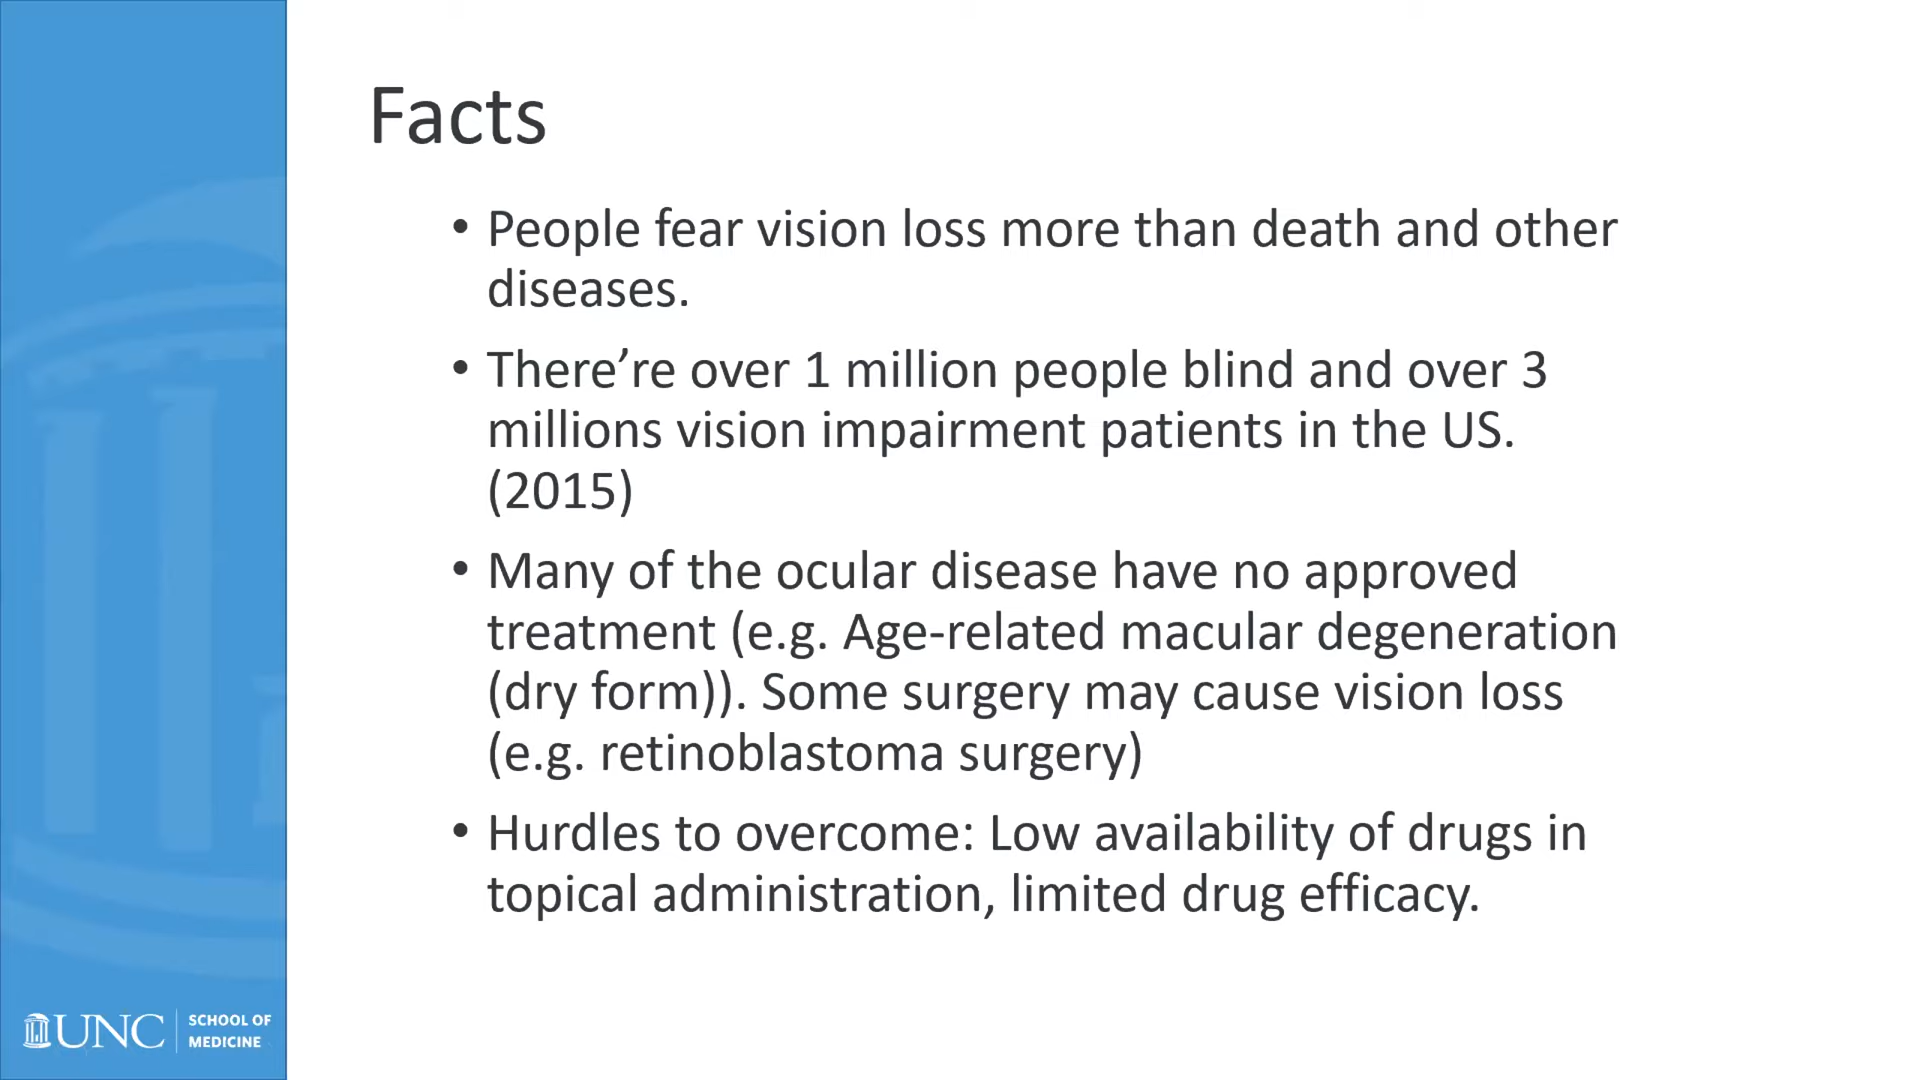 Facts
• People fear vision loss more than death and other
diseases.
• There’re over 1 million people blind and over 3
millions vision impairment patients in the US.
(2015)
• Many of the ocular disease have no approved
treatment (e.g. Age-related macular degeneration
(dry form)). Some surgery may cause vision loss
(e.g. retinoblastoma surgery)
• Hurdles to overcome: Low availability of drugs in
topical administration, limited drug efficacy.
UNC
SCHOOL OF
MEDICINE